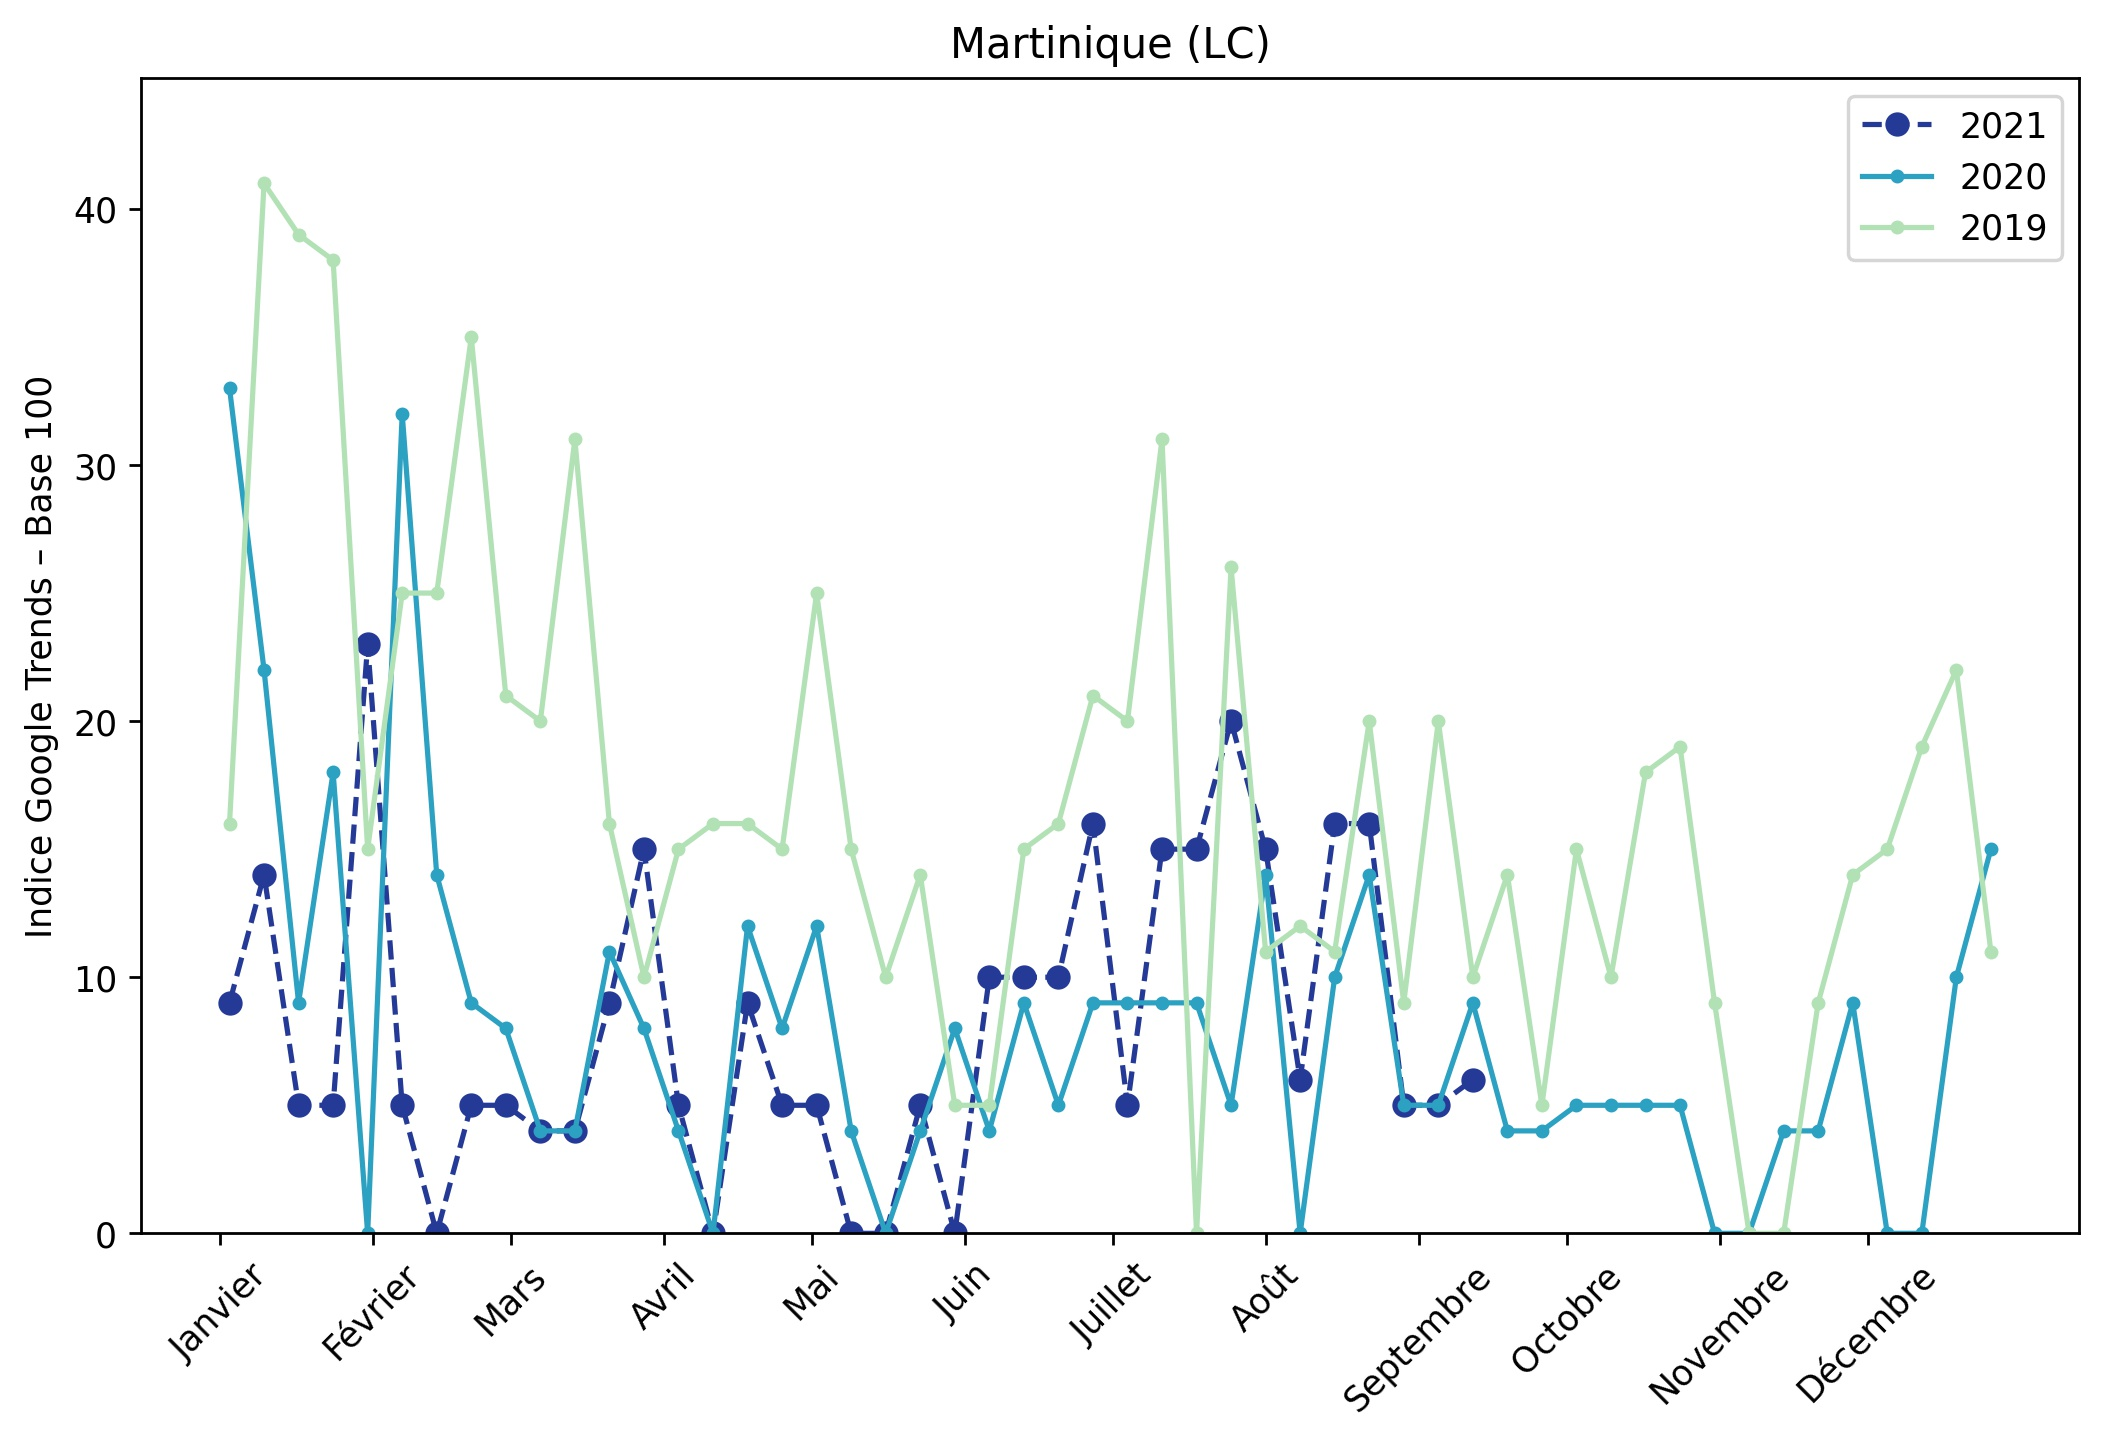 Martinique (LC)
2021
2020
2019
Indice Google Trends – Base 100
40
30
20
10
0
Janvier
Février
Mars
Avril
Mai
Juin
Juillet
Août
Septembre
Octobre
Novembre
Décembre